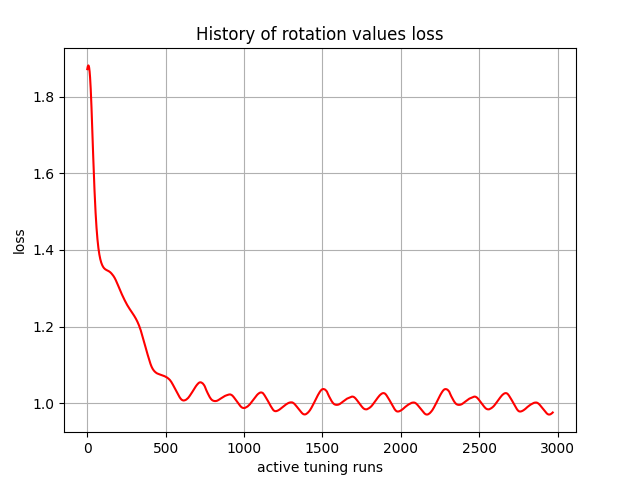 History of rotation values loss
1.8
1.6
1.4
1.2
1.0
loss
0 500 1000 1500 2000 2500 3000
active tuning runs